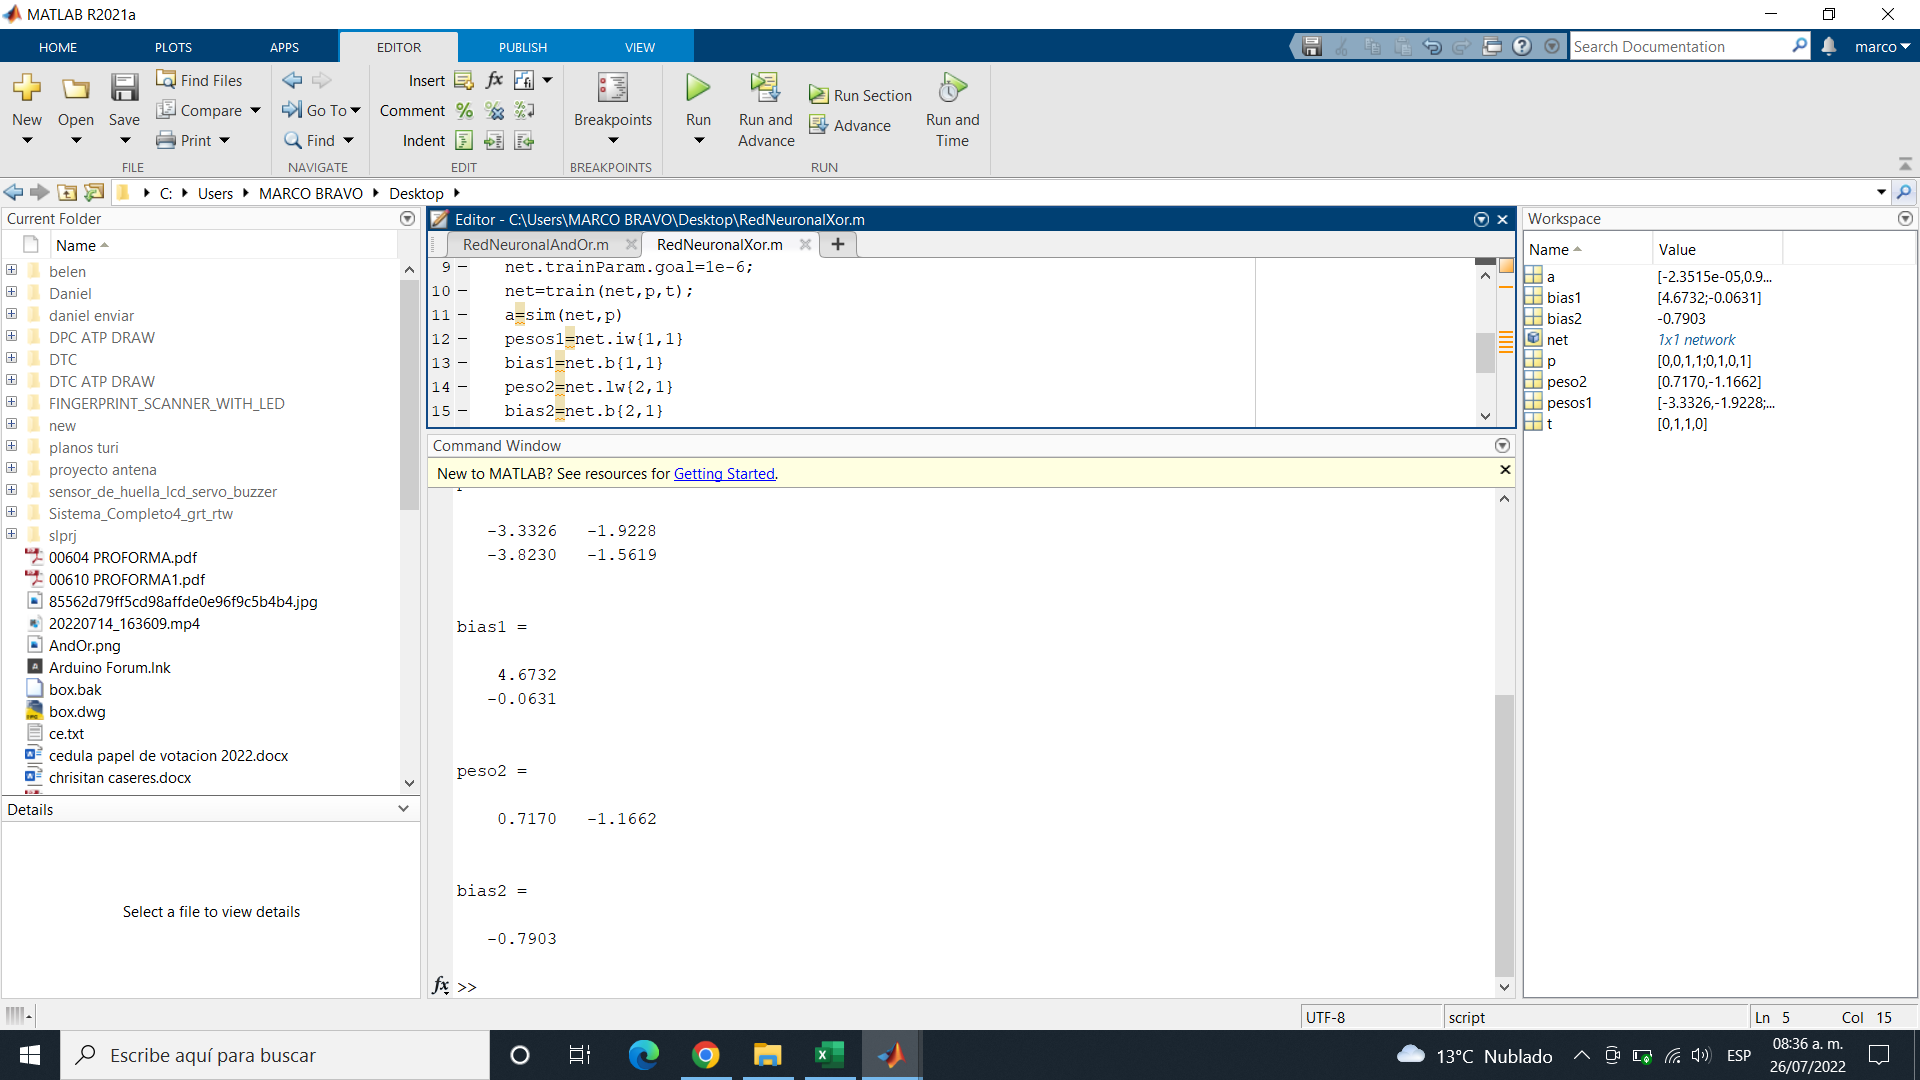 MATLAB R2021a
HOME PLOTS APPS EDITOR PUBLISH VIEW
Search Documentation
marco
New
Open
Save
Find Files
Compare
Print
FILE
Go To
Find
NAVIGATE
Insert
Comment
Indent
fx
EDIT
Breakpoints
BREAKPOINTS
Run
Run and
Advance
Run Section
Advance
Run and
Time
RUN
C: Users MARCO BRAVO Desktop
Current Folder
Name
belen
Daniel
daniel enviar
DPC ATP DRAW
DTC
DTC ATP DRAW
FINGERPRINT_SCANNER_WITH_LED
new
planos turi
proyecto antena
sensor_de_huella_lcd_servo_buzzer
Sistema_Completo4_grt_rtw
slprj
00604 PROFORMA.pdf
00610 PROFORMA1.pdf
85562d79ff5cd98affde0e96f9c5b4b4.jpg
20220714_163609.mp4
AndOr.png
Arduino Forum.lnk
box.bak
box.dwg
ce.txt
cedula papel de votacion 2022.docx
chrisitan caseres.docx
Details
Select a file to view details
Editor - C:\Users\MARCO BRAVO\Desktop\RedNeuronalXor.m
RedNeuronalAndOr.m RedNeuronalXor.m
9 – net.trainParam.goal=1e-6;
10 – net=train(net,p,t);
11 – a=sim(net,p)
12 – pesos1=net.iw{1,1}
13 – bias1=net.b{1,1}
14 – peso2=net.lw{2,1}
15 – bias2=net.b{2,1}
Command Window
New to MATLAB? See resources for Getting Started.
-3.3326 -1.9228
-3.8230 -1.5619
bias1 =
4.6732
-0.0631
peso2 =
0.7170 -1.1662
bias2 =
-0.7903
fx >>
Workspace
Name Value
a [-2.3515e-05,0.9...
bias1 [4.6732;-0.0631]
bias2 -0.7903
net 1x1 network
p [0,0,1,1;0,1,0,1]
peso2 [0.7170,-1.1662]
pesos1 [-3.3326,-1.9228;...
t [0,1,1,0]
UTF-8 script Ln 5 Col 15
Escribe aquí para buscar
13°C Nublado
ESP
08:36 a. m.
26/07/2022